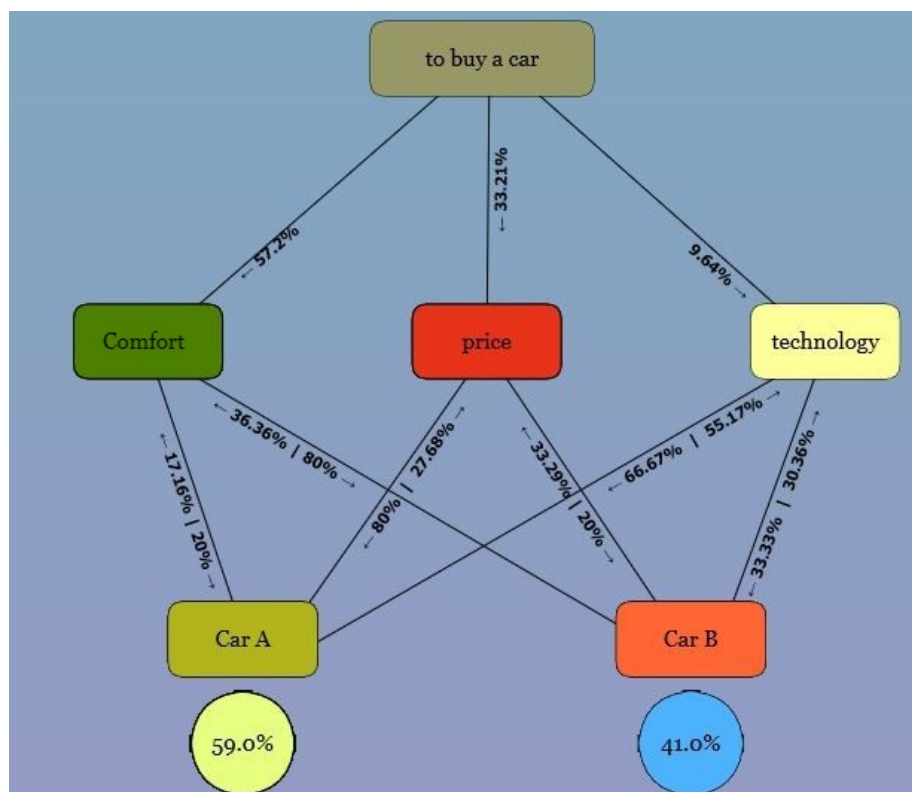 to buy a car
← 57.2%
← 33.21%
9.64% →
Comfort
price
technology
← 17.16% | 20% →
← 36.36% | 80% →
← 80% | 27.68% →
← 33.29% | 20% →
← 66.67% | 55.17% →
← 33.33% | 30.36% →
Car A
Car B
59.0%
41.0%